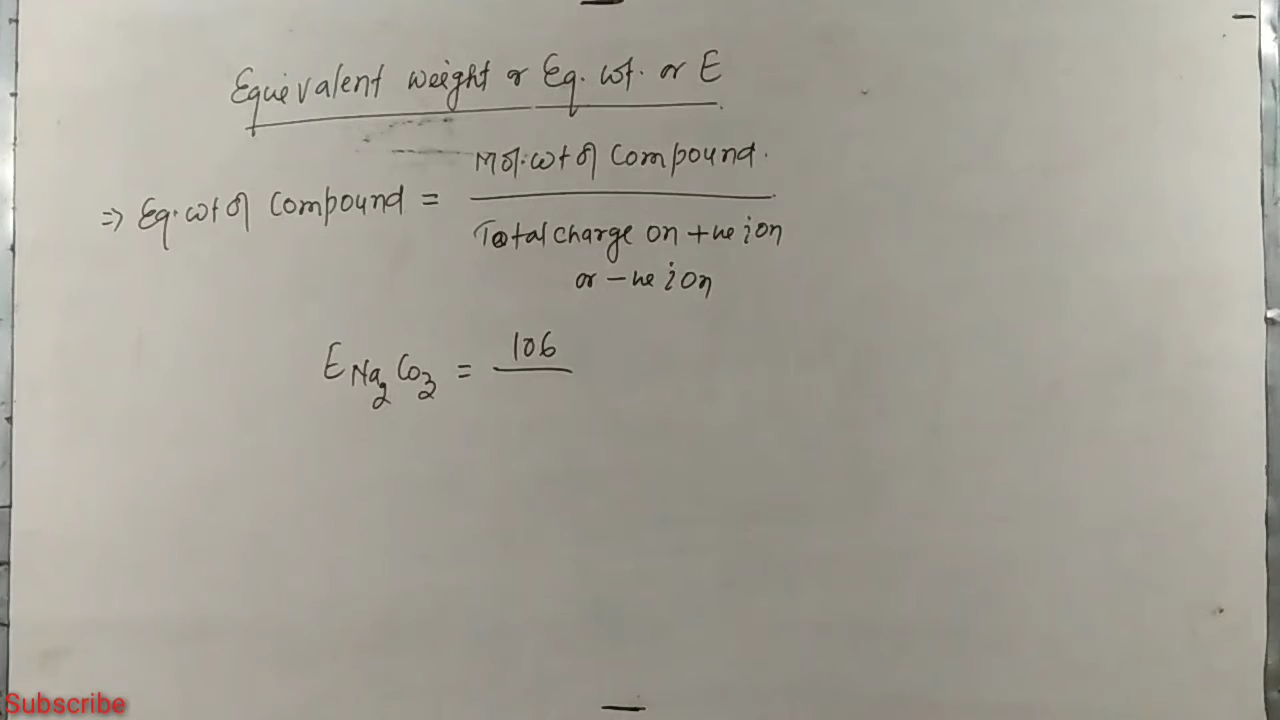 Equivalent weight or Eq. wt. or E
⇒ Eq. wt of Compound = Mol. wt of Compound.
Total charge on +ve ion
or -ve ion
E Na2CO3 = 106
Subscribe